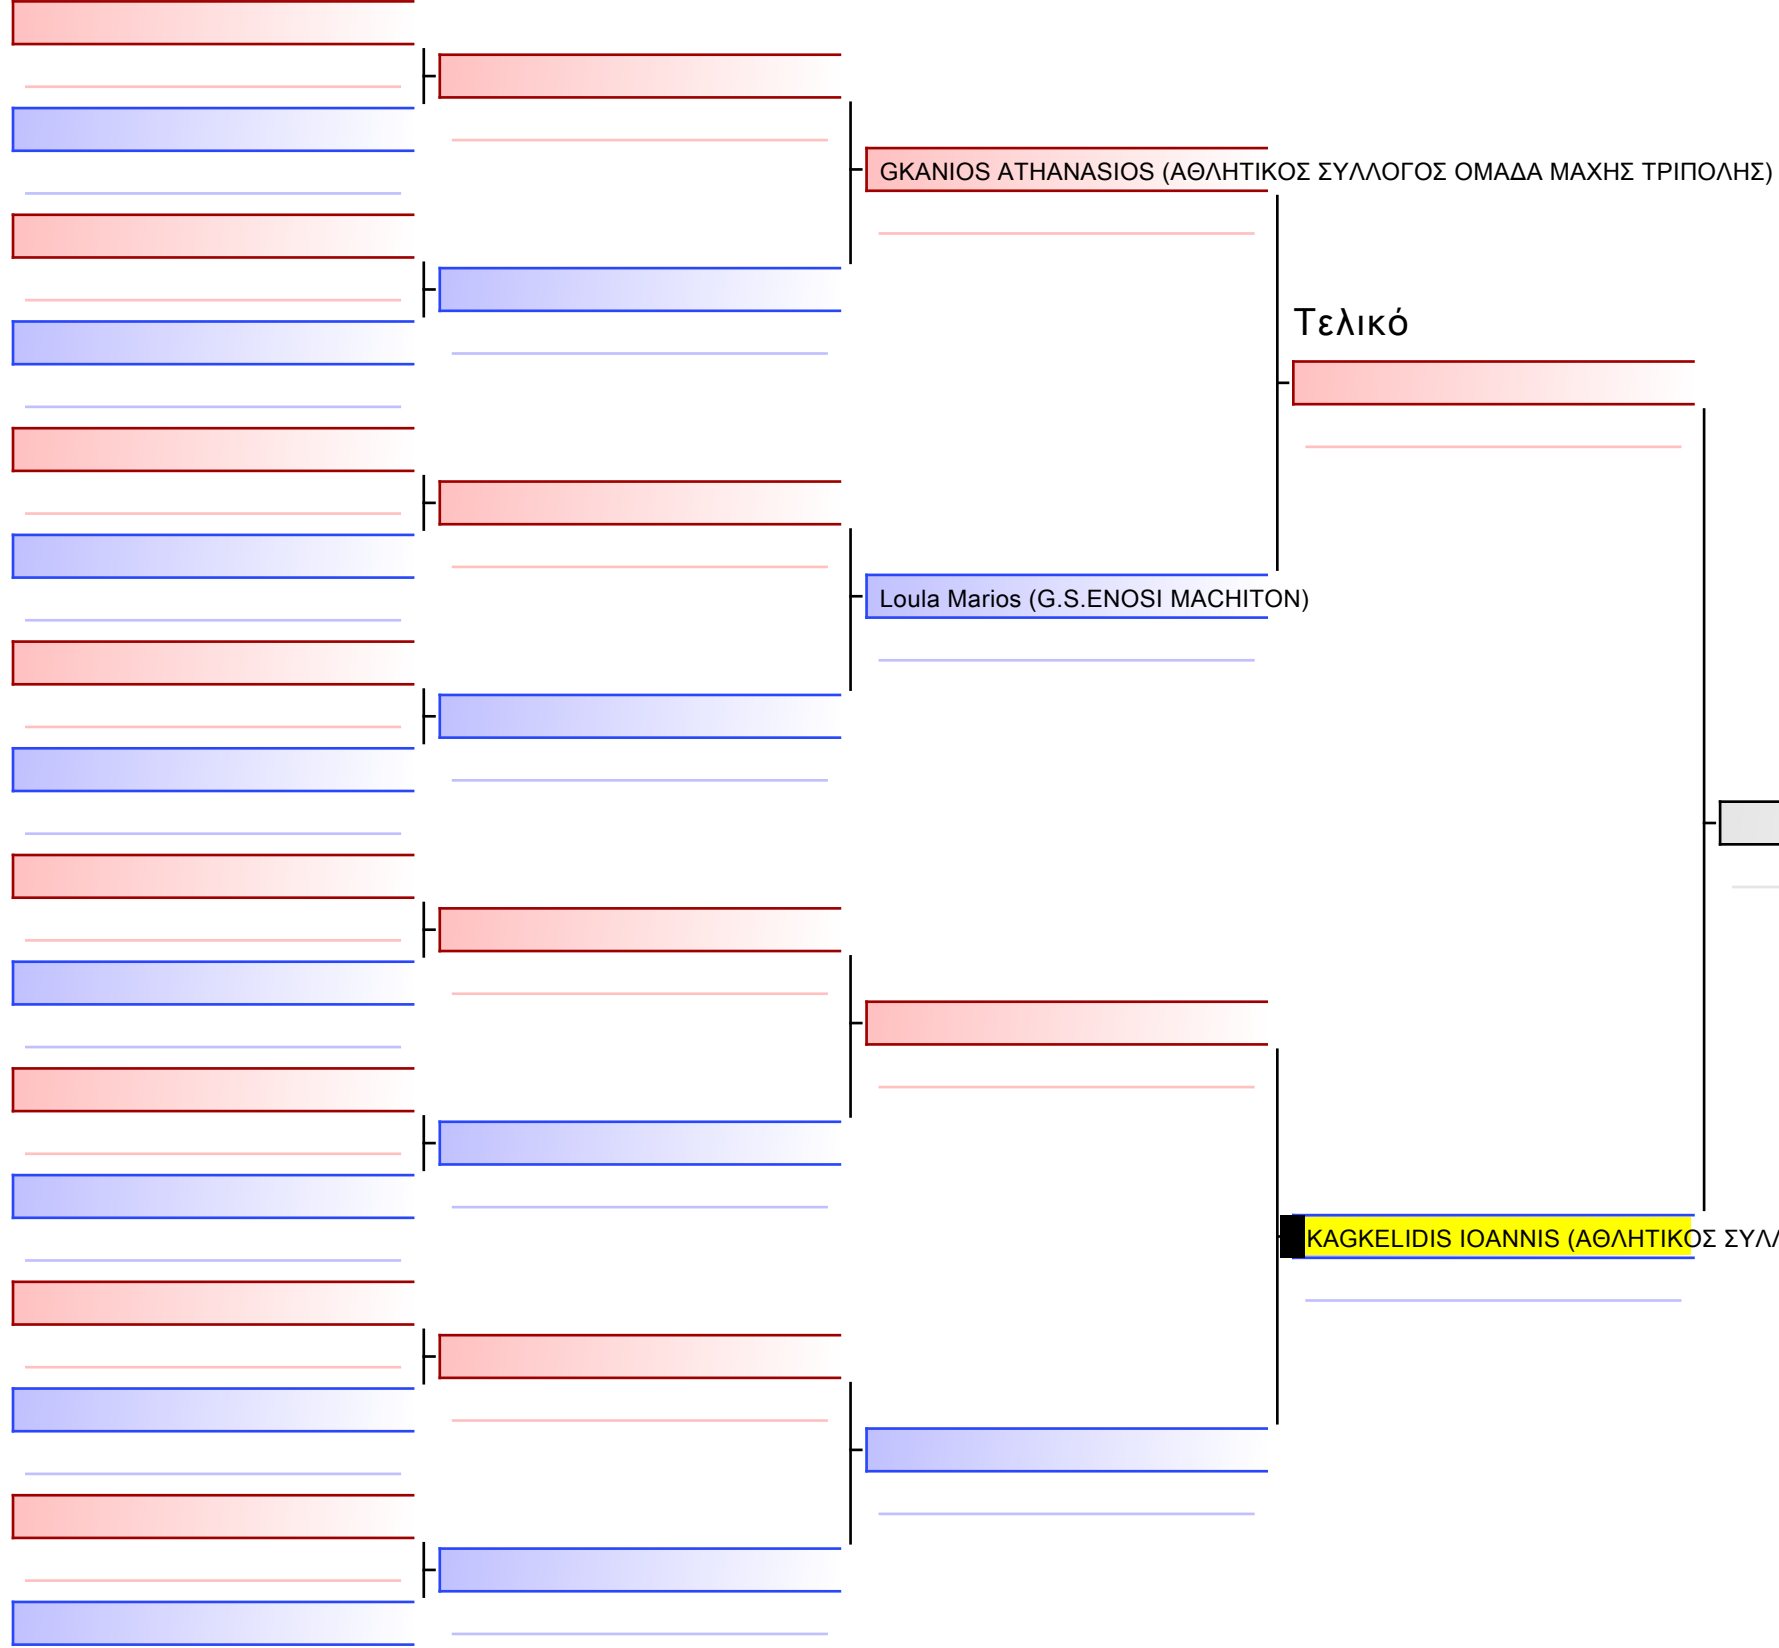 GKANIOS ATHANASIOS (ΑΘΛΗΤΙΚΟΣ ΣΥΛΛΟΓΟΣ ΟΜΑΔΑ ΜΑΧΗΣ ΤΡΙΠΟΛΗΣ)
Τελικό
Loula Marios (G.S.ENOSI MACHITON)
KAGKELIDIS IOANNIS (ΑΘΛΗΤΙΚΟΣ